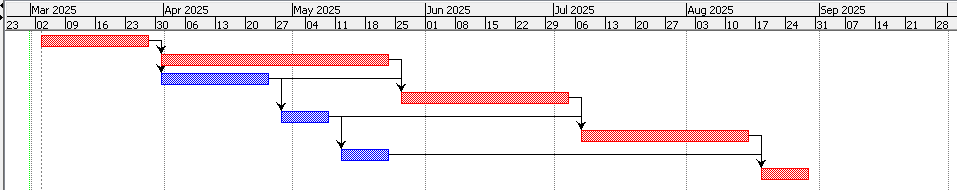 Mar 2025 Apr 2025 May 2025 Jun 2025 Jul 2025 Aug 2025 Sep 2025
23 02 09 16 23 30 06 13 20 27 04 11 18 25 01 08 15 22 29 06 13 20 27 03 10 17 24 31 07 14 21 28